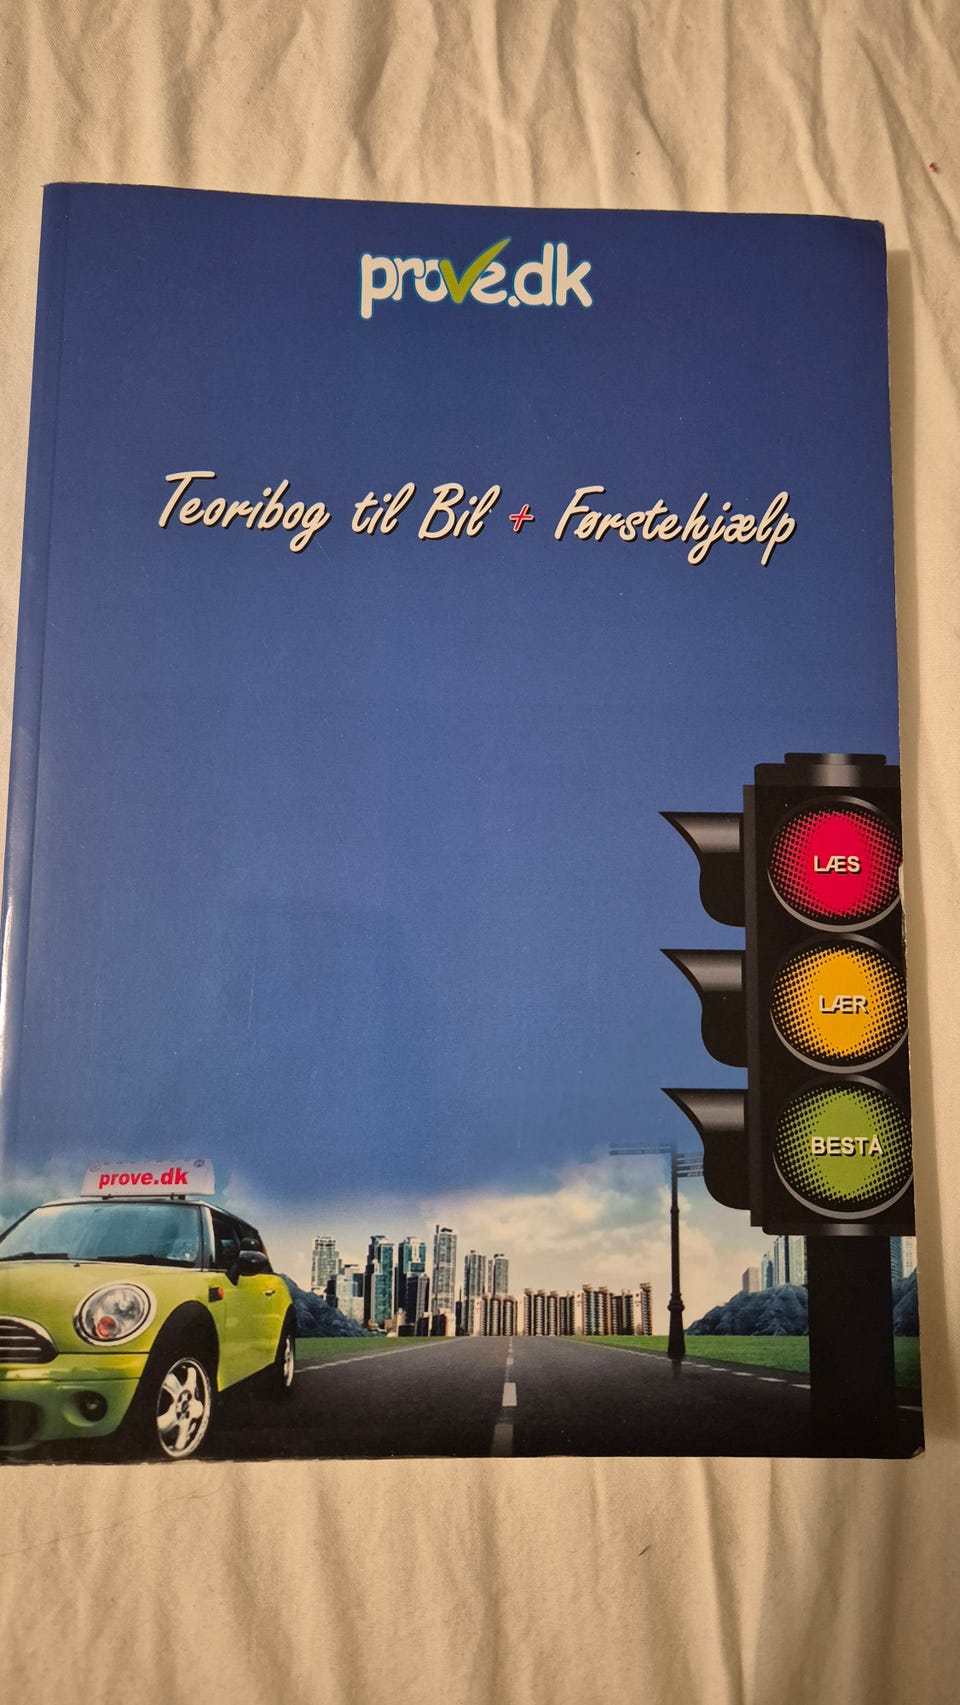 prove.dk
Teoribog til Bil + Førstehjælp
LÆS
LÆR
BESTÅ
prove.dk